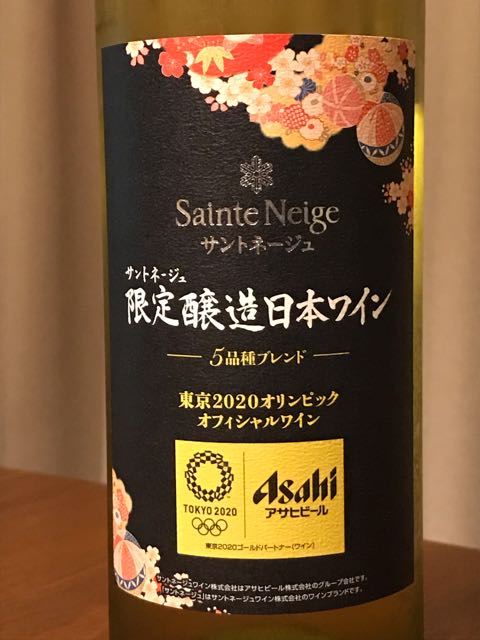 Sainte Neige
サントネージュ
サントネージュ
限定醸造日本ワイン
5品種ブレンド
東京2020オリンピック
オフィシャルワイン
TOKYO 2020
Asahi
アサヒビール
東京2020ゴールドパートナー(ワイン)
サントネージュワイン株式会社はアサヒビール株式会社のグループ会社です。
「サントネージュ」はサントネージュワイン株式会社のワインブランドです。